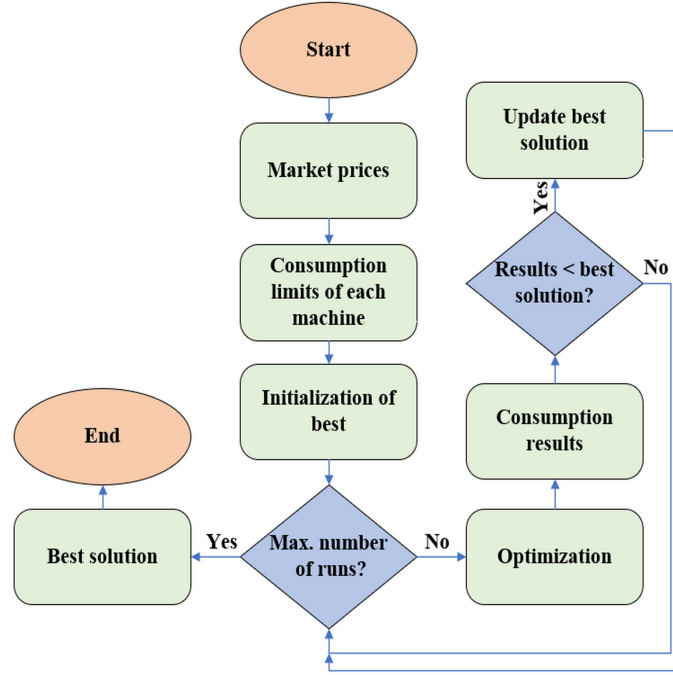 Start
Market prices
Consumption
limits of each
machine
Initialization of
best
Max. number
of runs?
Yes
Best solution
End
No
Optimization
Consumption
results
Results < best
solution?
Yes
Update best
solution
No